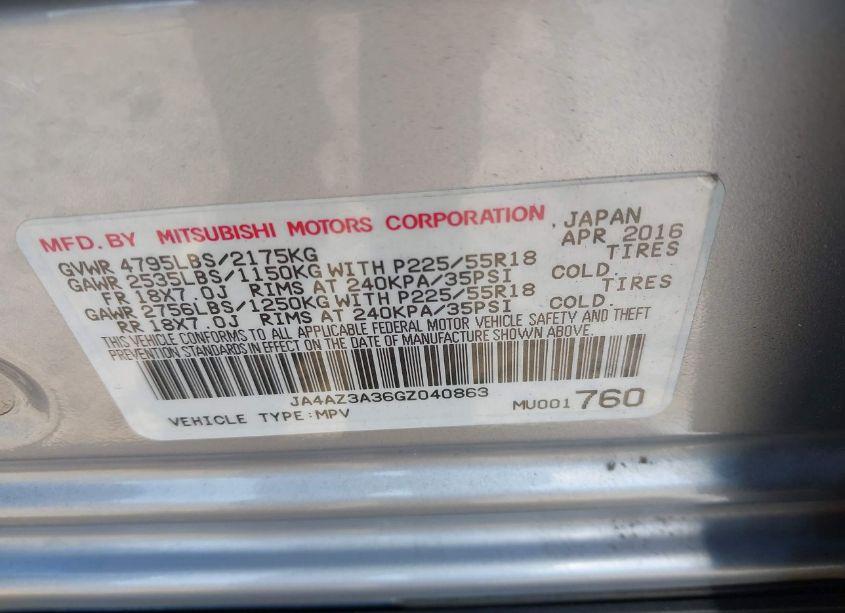 MFD.BY MITSUBISHI MOTORS CORPORATION, JAPAN
GVWR 4795LBS/2175KG APR 2016
GAWR 2535LBS/1150KG WITH P225/55R18 TIRES
FR 18X7.0J RIMS AT 240KPA/35PSI COLD.
GAWR 2756LBS/1250KG WITH P225/55R18 TIRES
RR 18X7.0J RIMS AT 240KPA/35PSI COLD.
THIS VEHICLE CONFORMS TO ALL APPLICABLE FEDERAL MOTOR VEHICLE SAFETY AND THEFT
PREVENTION STANDARDS IN EFFECT ON THE DATE OF MANUFACTURE SHOWN ABOVE.
JA4AZ3A36GZ040863
VEHICLE TYPE:MPV MU001760